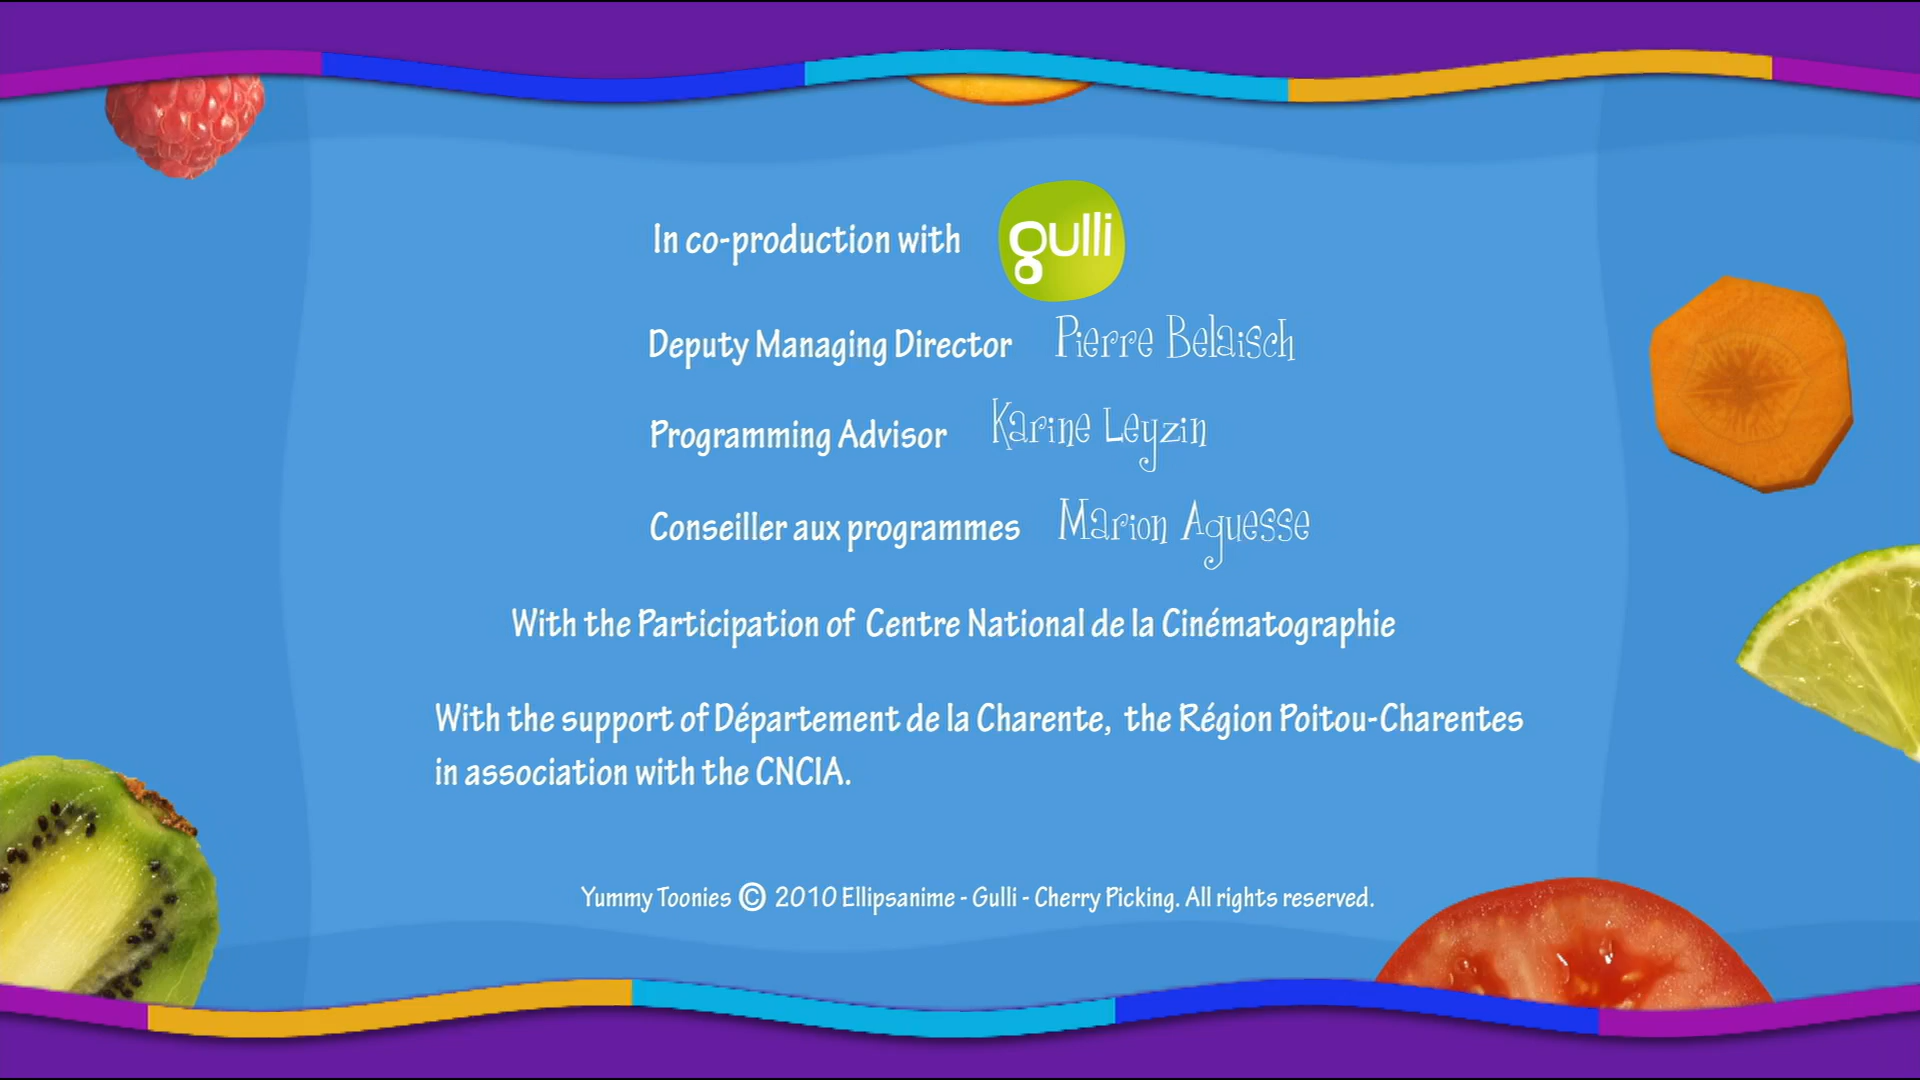 In co-production with gulli
Deputy Managing Director Pierre Belaisch
Programming Advisor Karine Leyzin
Conseiller aux programmes Marion Aguesse
With the Participation of Centre National de la Cinématographie
With the support of Département de la Charente, the Région Poitou-Charentes
in association with the CNCIA.
Yummy Toonies © 2010 Ellipsanime - Gulli - Cherry Picking. All rights reserved.